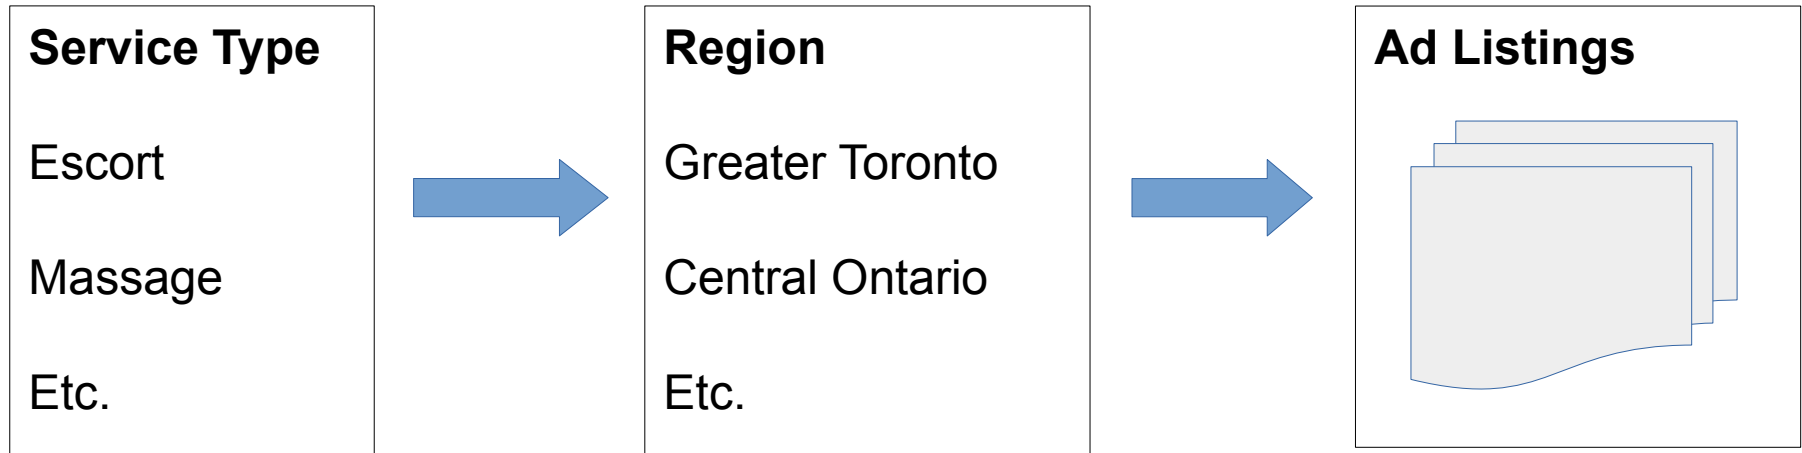 Service Type
Escort
Massage
Etc.
Region
Greater Toronto
Central Ontario
Etc.
Ad Listings